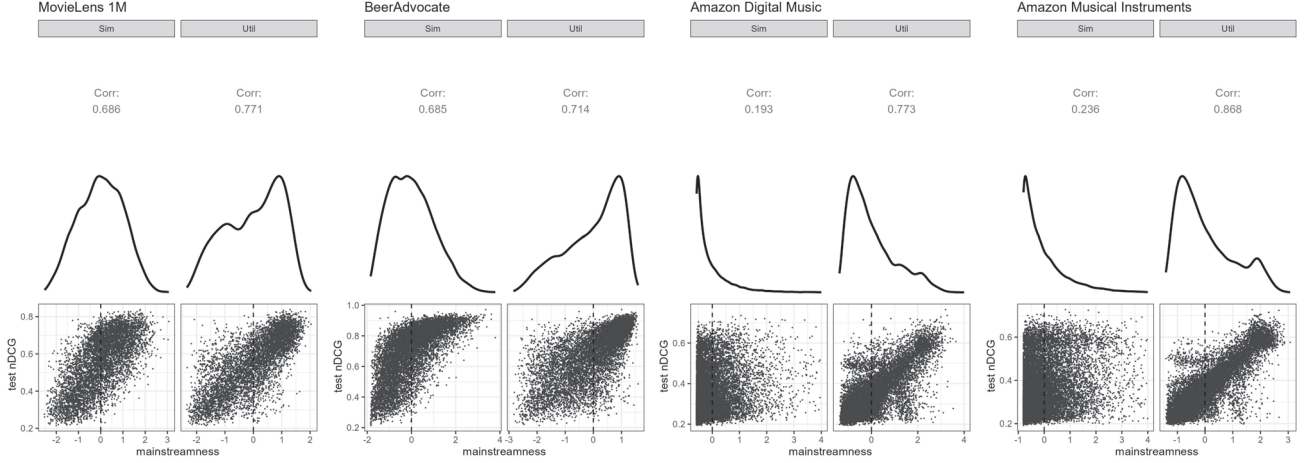 MovieLens 1M
BeerAdvocate
Amazon Digital Music
Amazon Musical Instruments
Sim
Util
Sim
Util
Sim
Util
Sim
Util
Corr:
0.686
Corr:
0.771
Corr:
0.685
Corr:
0.714
Corr:
0.193
Corr:
0.773
Corr:
0.236
Corr:
0.868
test nDCG
0.8
0.6
0.4
0.2
-2 -1 0 1 2 3
-2 -1 0 1 2
mainstreamness
test nDCG
1.0
0.8
0.6
0.4
0.2
-2 0 2 4
-3 -2 -1 0 1
mainstreamness
test nDCG
0.6
0.4
0.2
0 1 2 3 4
0 2 4
mainstreamness
test nDCG
0.6
0.4
0.2
-1 0 1 2 3 4
-1 0 1 2 3
mainstreamness